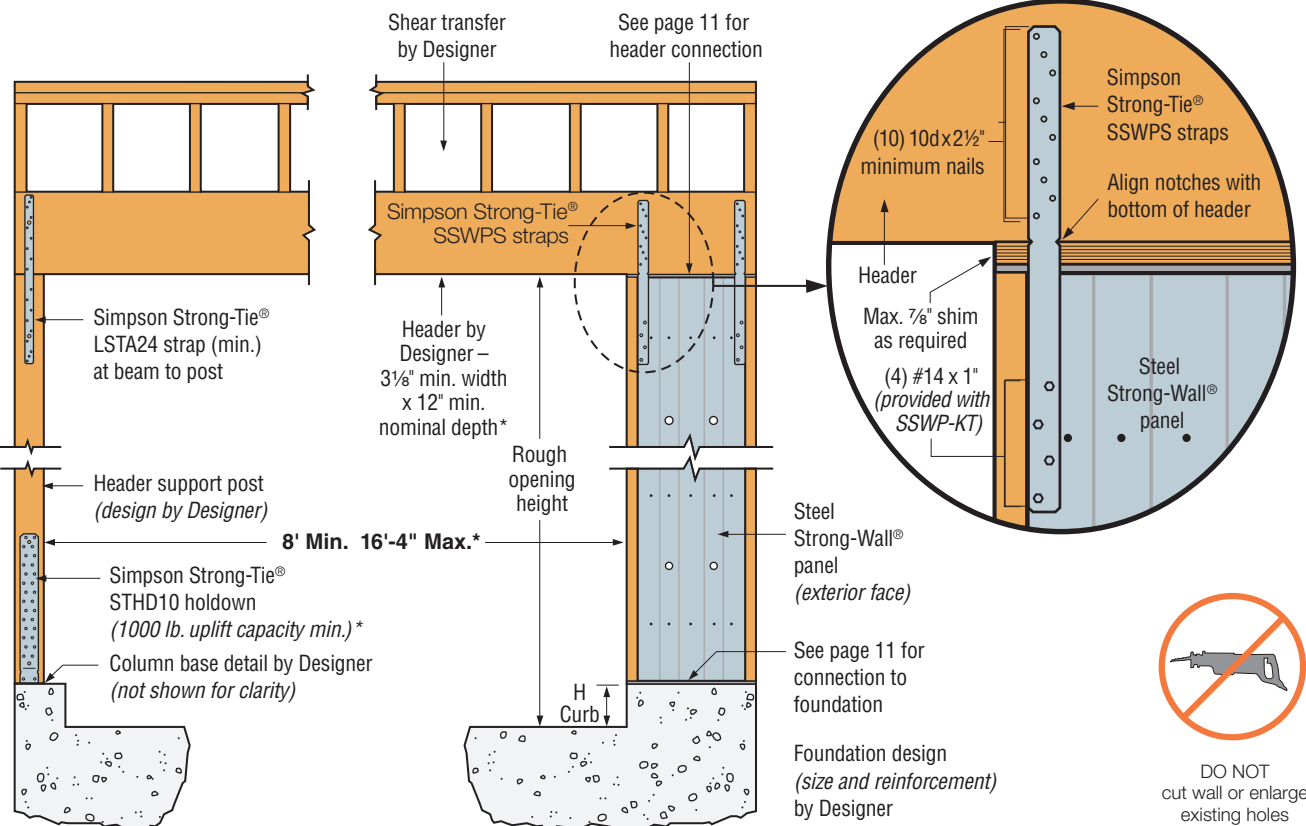 Shear transfer
by Designer
See page 11 for
header connection
Simpson Strong-Tie®
SSWPS straps
Simpson Strong-Tie®
LSTA24 strap (min.)
at beam to post
Header by
Designer –
3⅛" min. width
x 12" min.
nominal depth*
Rough
opening
height
Header support post
(design by Designer)
8' Min. 16'-4" Max.*
Simpson Strong-Tie®
STHD10 holdown
(1000 lb. uplift capacity min.)*
Column base detail by Designer
(not shown for clarity)
H
Curb
Steel
Strong-Wall®
panel
(exterior face)
See page 11 for
connection to
foundation
Foundation design
(size and reinforcement)
by Designer
(10) 10d x 2½"
minimum nails
Simpson
Strong-Tie®
SSWPS straps
Align notches with
bottom of header
Header
Max. ⅞" shim
as required
(4) #14 x 1"
(provided with
SSWP-KT)
Steel
Strong-Wall®
panel
DO NOT
cut wall or enlarge
existing holes